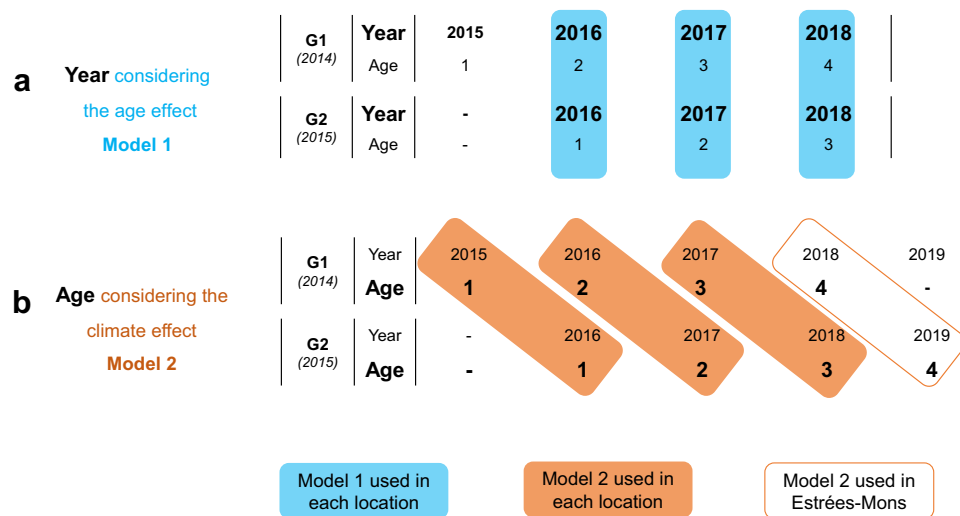 a
Year considering
the age effect
Model 1
G1
(2014)
Year 2015 2016 2017 2018
Age 1 2 3 4
G2
(2015)
Year - 2016 2017 2018
Age - 1 2 3
b
Age considering the
climate effect
Model 2
G1
(2014)
Year 2015 2016 2017 2018 2019
Age 1 2 3 4 -
G2
(2015)
Year - 2016 2017 2018 2019
Age - 1 2 3 4
Model 1 used in
each location
Model 2 used in
each location
Model 2 used in
Estrées-Mons